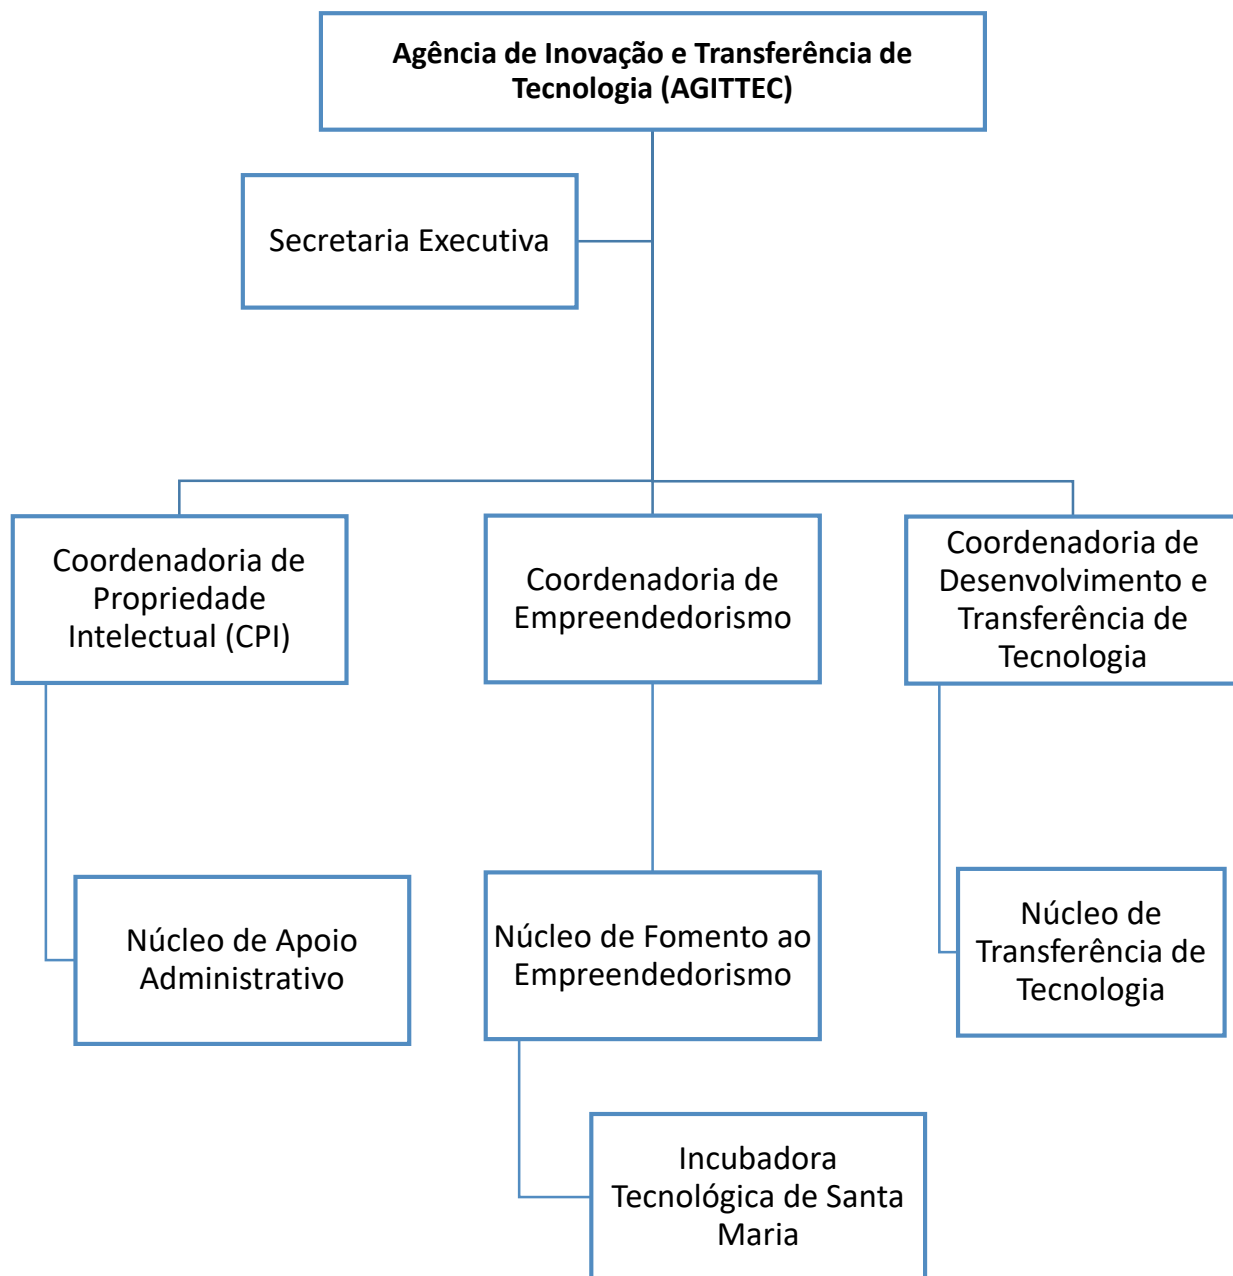 Agência de Inovação e Transferência de
Tecnologia (AGITTEC)
Secretaria Executiva
Coordenadoria de
Propriedade
Intelectual (CPI)
Coordenadoria de
Empreendedorismo
Coordenadoria de
Desenvolvimento e
Transferência de
Tecnologia
Núcleo de Apoio
Administrativo
Núcleo de Fomento ao
Empreendedorismo
Núcleo de
Transferência de
Tecnologia
Incubadora
Tecnológica de Santa
Maria